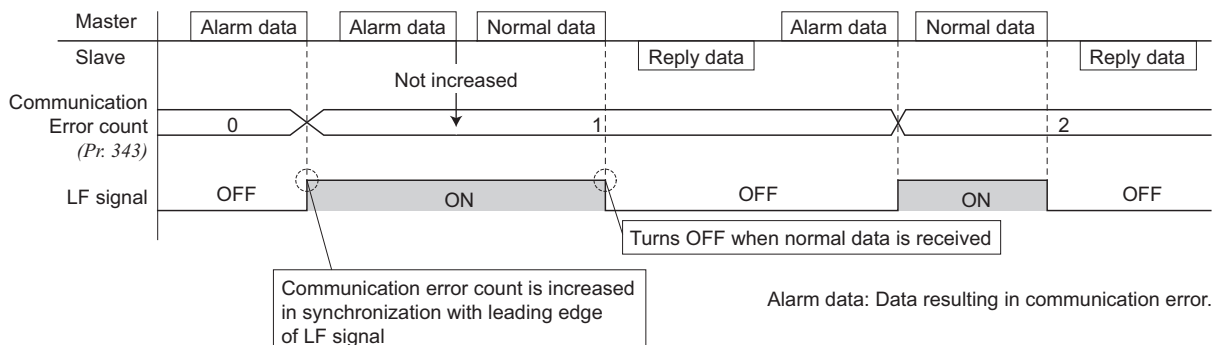 Master
Alarm data
Alarm data
Normal data
Alarm data
Normal data
Slave
Reply data
Reply data
Not increased
Communication
Error count
(Pr. 343)
0
1
2
LF signal
OFF
ON
OFF
ON
OFF
Turns OFF when normal data is received
Communication error count is increased
in synchronization with leading edge
of LF signal
Alarm data: Data resulting in communication error.